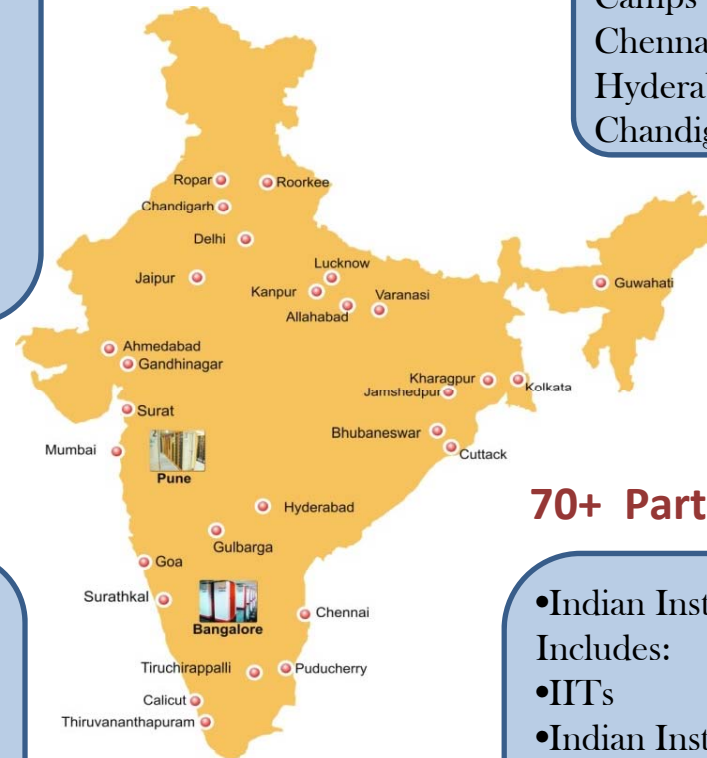 Camps
Chenna
Hydera
Chandig
Ropar
Roorkee
Chandigarh
Delhi
Lucknow
Jaipur
Kanpur
Varanasi
Guwahati
Allahabad
Ahmedabad
Gandhinagar
Kharagpur
Kolkata
Jamshedpur
Surat
Bhubaneswar
Mumbai
Cuttack
Pune
70+ Part
Hyderabad
Gulbarga
Goa
Surathkal
•Indian Inst
Chennai
Bangalore
Includes:
Tiruchirappalli
Puducherry
•IITs
Calicut
Thiruvananthapuram
•Indian Inst